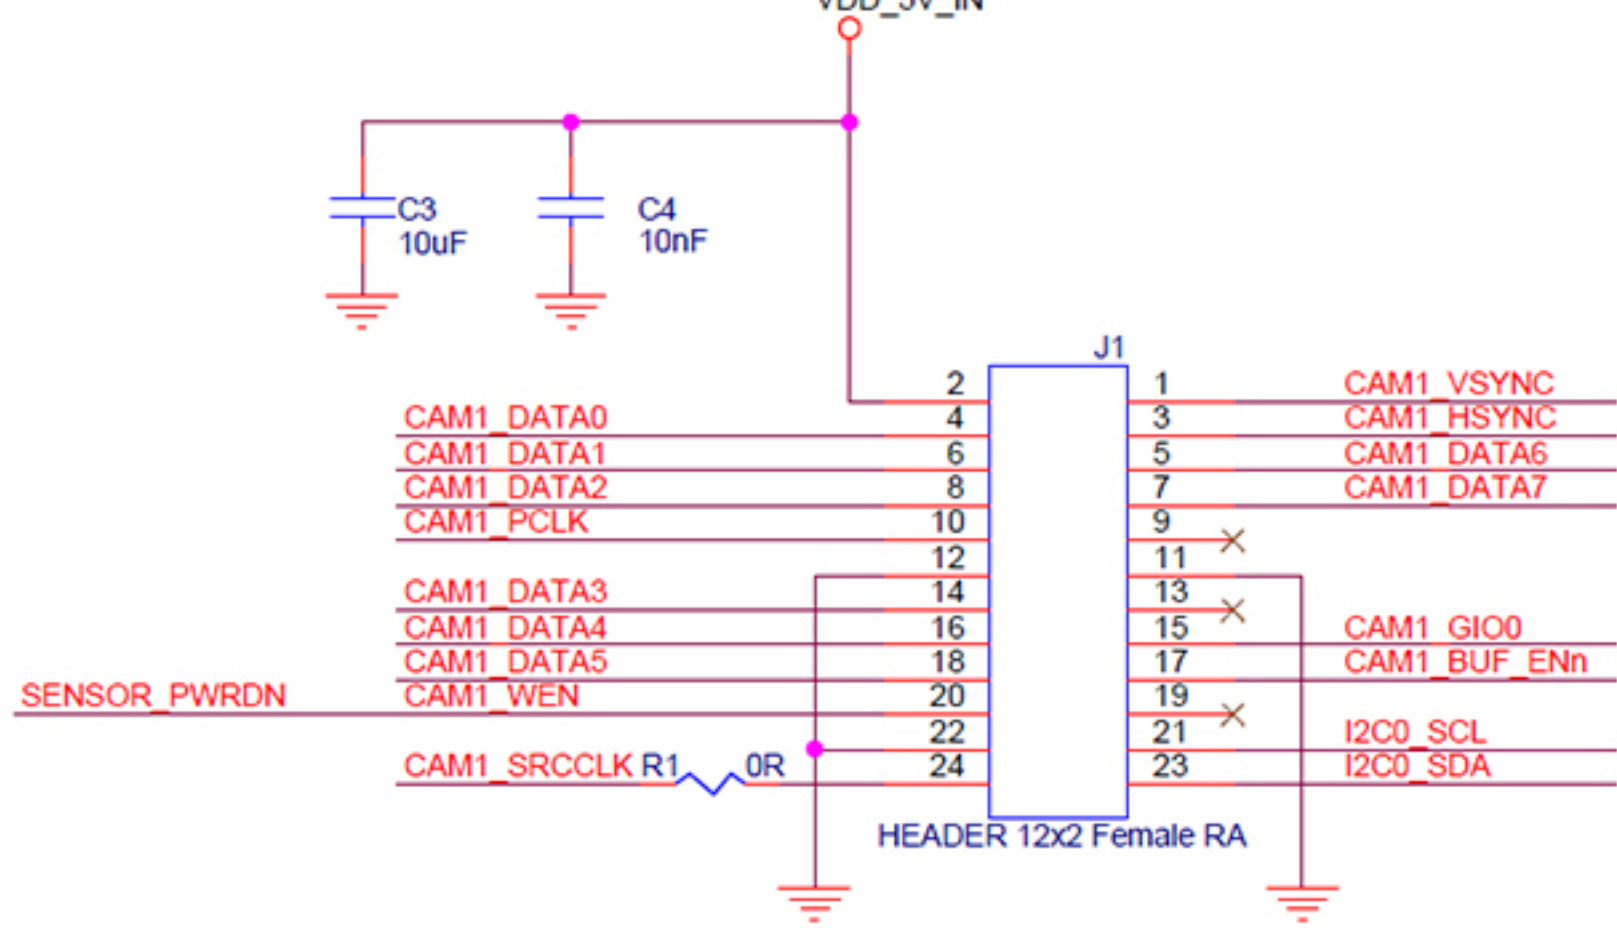 C3
10uF
C4
10nF
J1
2 1 CAM1_VSYNC
CAM1_DATA0 4 3 CAM1_HSYNC
CAM1_DATA1 6 5 CAM1_DATA6
CAM1_DATA2 8 7 CAM1_DATA7
CAM1_PCLK 10 9
12 11
CAM1_DATA3 14 13
CAM1_DATA4 16 15 CAM1_GIO0
CAM1_DATA5 18 17 CAM1_BUF_ENn
SENSOR_PWRDN CAM1_WEN 20 19
22 21 I2C0_SCL
CAM1_SRCCLK R1 0R 24 23 I2C0_SDA
HEADER 12x2 Female RA